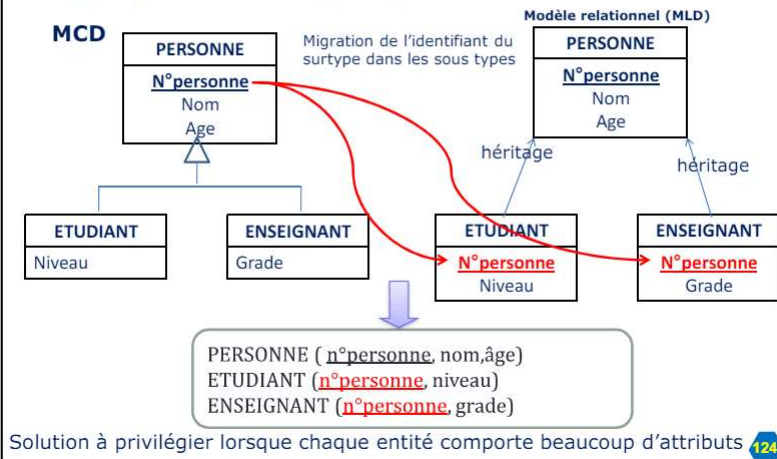 MCD
PERSONNE
N°personne
Nom
Age
ETUDIANT
Niveau
ENSEIGNANT
Grade
Migration de l'identifiant du
surtype dans les sous types
Modèle relationnel (MLD)
PERSONNE
N°personne
Nom
Age
héritage
héritage
ETUDIANT
N°personne
Niveau
ENSEIGNANT
N°personne
Grade
PERSONNE ( n°personne, nom,âge)
ETUDIANT (n°personne, niveau)
ENSEIGNANT (n°personne, grade)
Solution à privilégier lorsque chaque entité comporte beaucoup d'attributs
124